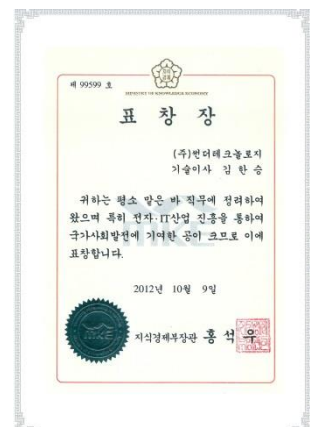 제 99599 호
MINISTRY OF KNOWLEDGE ECONOMY
표 창 장
(주)썬더테크놀로지
기술이사 김 한 승
귀하는 평소 맡은 바 직무에 정려하여
왔으며 특히 전자·IT산업 진흥을 통하여
국가사회발전에 기여한 공이 크므로 이에
표창합니다.
MKE
2012년 10월 9일
지식경제부장관 홍 석 우
MKE